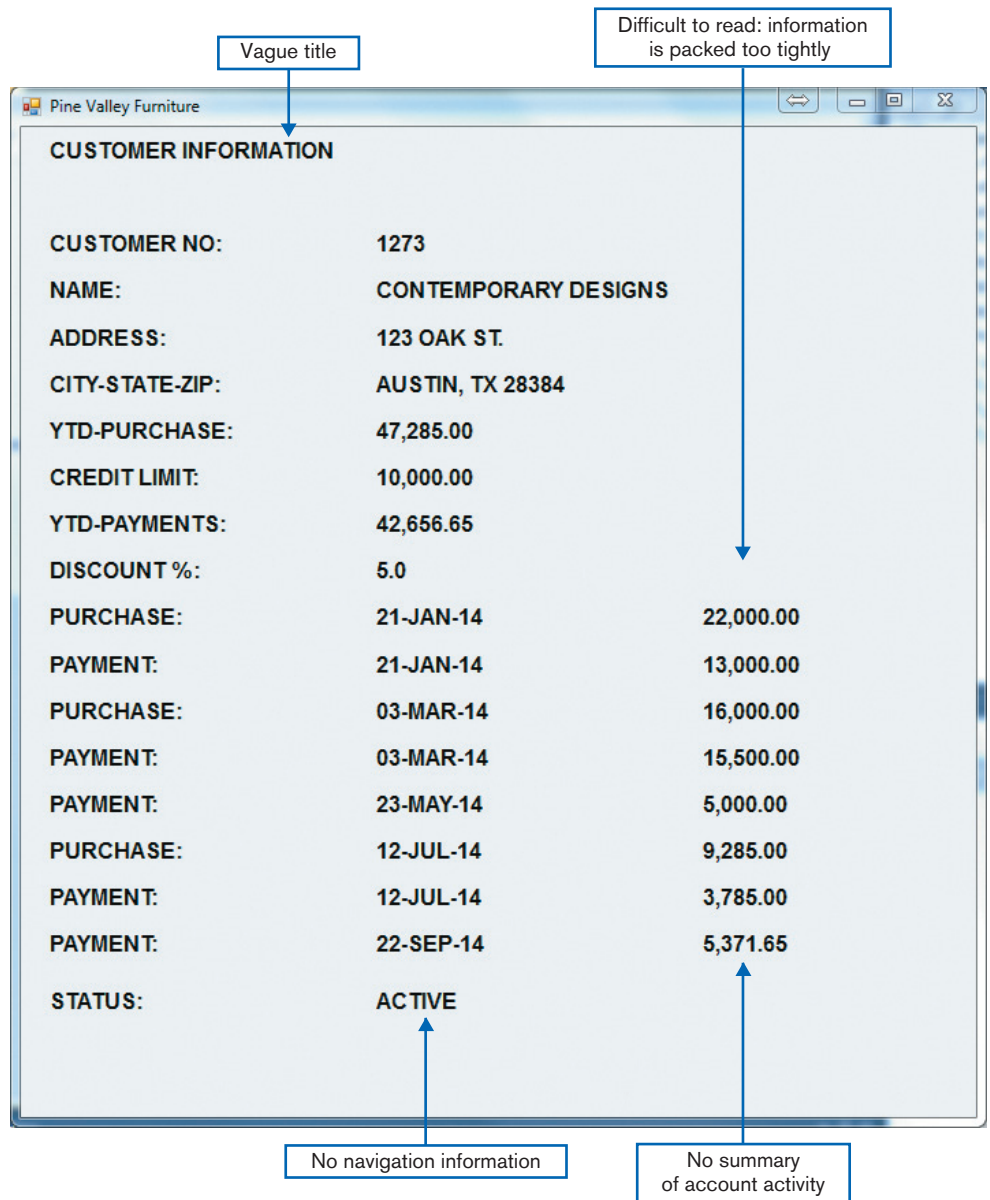 Difficult to read: information
is packed too tightly
Vague title
Pine Valley Furniture
CUSTOMER INFORMATION
CUSTOMER NO: 1273
NAME: CONTEMPORARY DESIGNS
ADDRESS: 123 OAK ST.
CITY-STATE-ZIP: AUSTIN, TX 28384
YTD-PURCHASE: 47,285.00
CREDIT LIMIT: 10,000.00
YTD-PAYMENTS: 42,656.65
DISCOUNT %: 5.0
PURCHASE: 21-JAN-14 22,000.00
PAYMENT: 21-JAN-14 13,000.00
PURCHASE: 03-MAR-14 16,000.00
PAYMENT: 03-MAR-14 15,500.00
PAYMENT: 23-MAY-14 5,000.00
PURCHASE: 12-JUL-14 9,285.00
PAYMENT: 12-JUL-14 3,785.00
PAYMENT: 22-SEP-14 5,371.65
STATUS: ACTIVE
No navigation information
No summary
of account activity